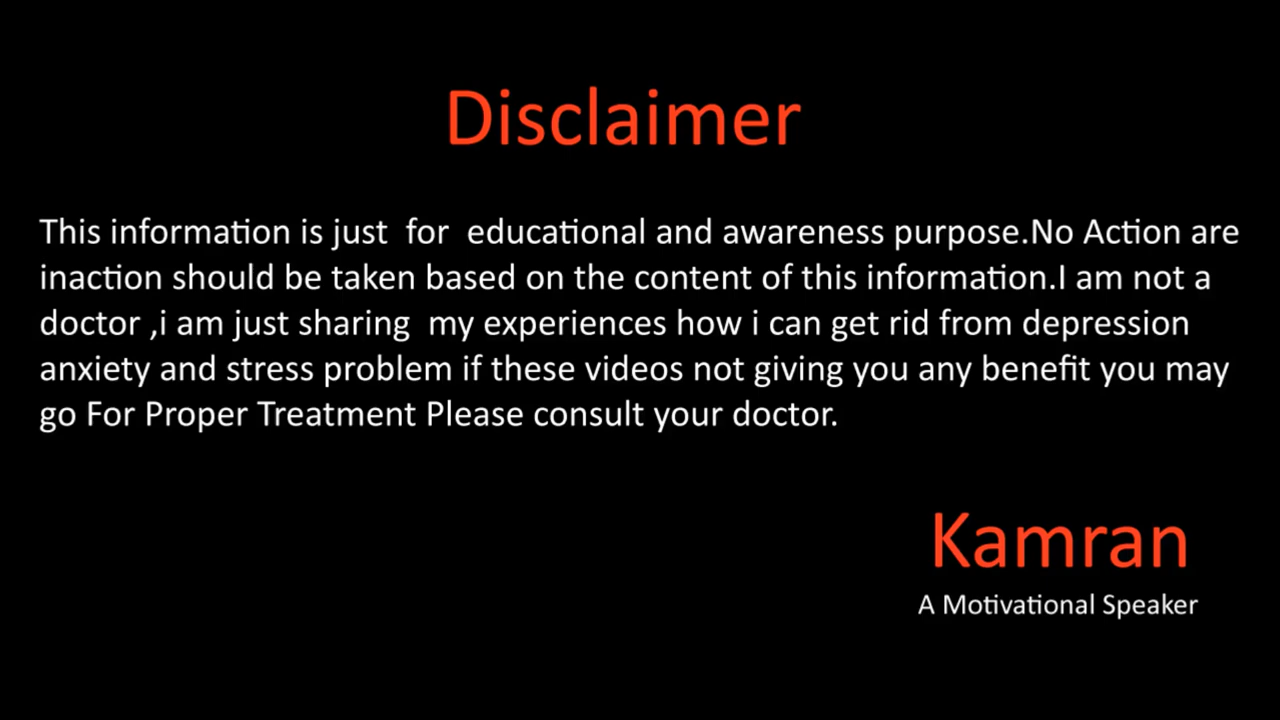 Disclaimer
This information is just  for  educational and awareness purpose.No Action are
inaction should be taken based on the content of this information.I am not a
doctor ,i am just sharing  my experiences how i can get rid from depression
anxiety and stress problem if these videos not giving you any benefit you may
go For Proper Treatment Please consult your doctor.
Kamran
A Motivational Speaker